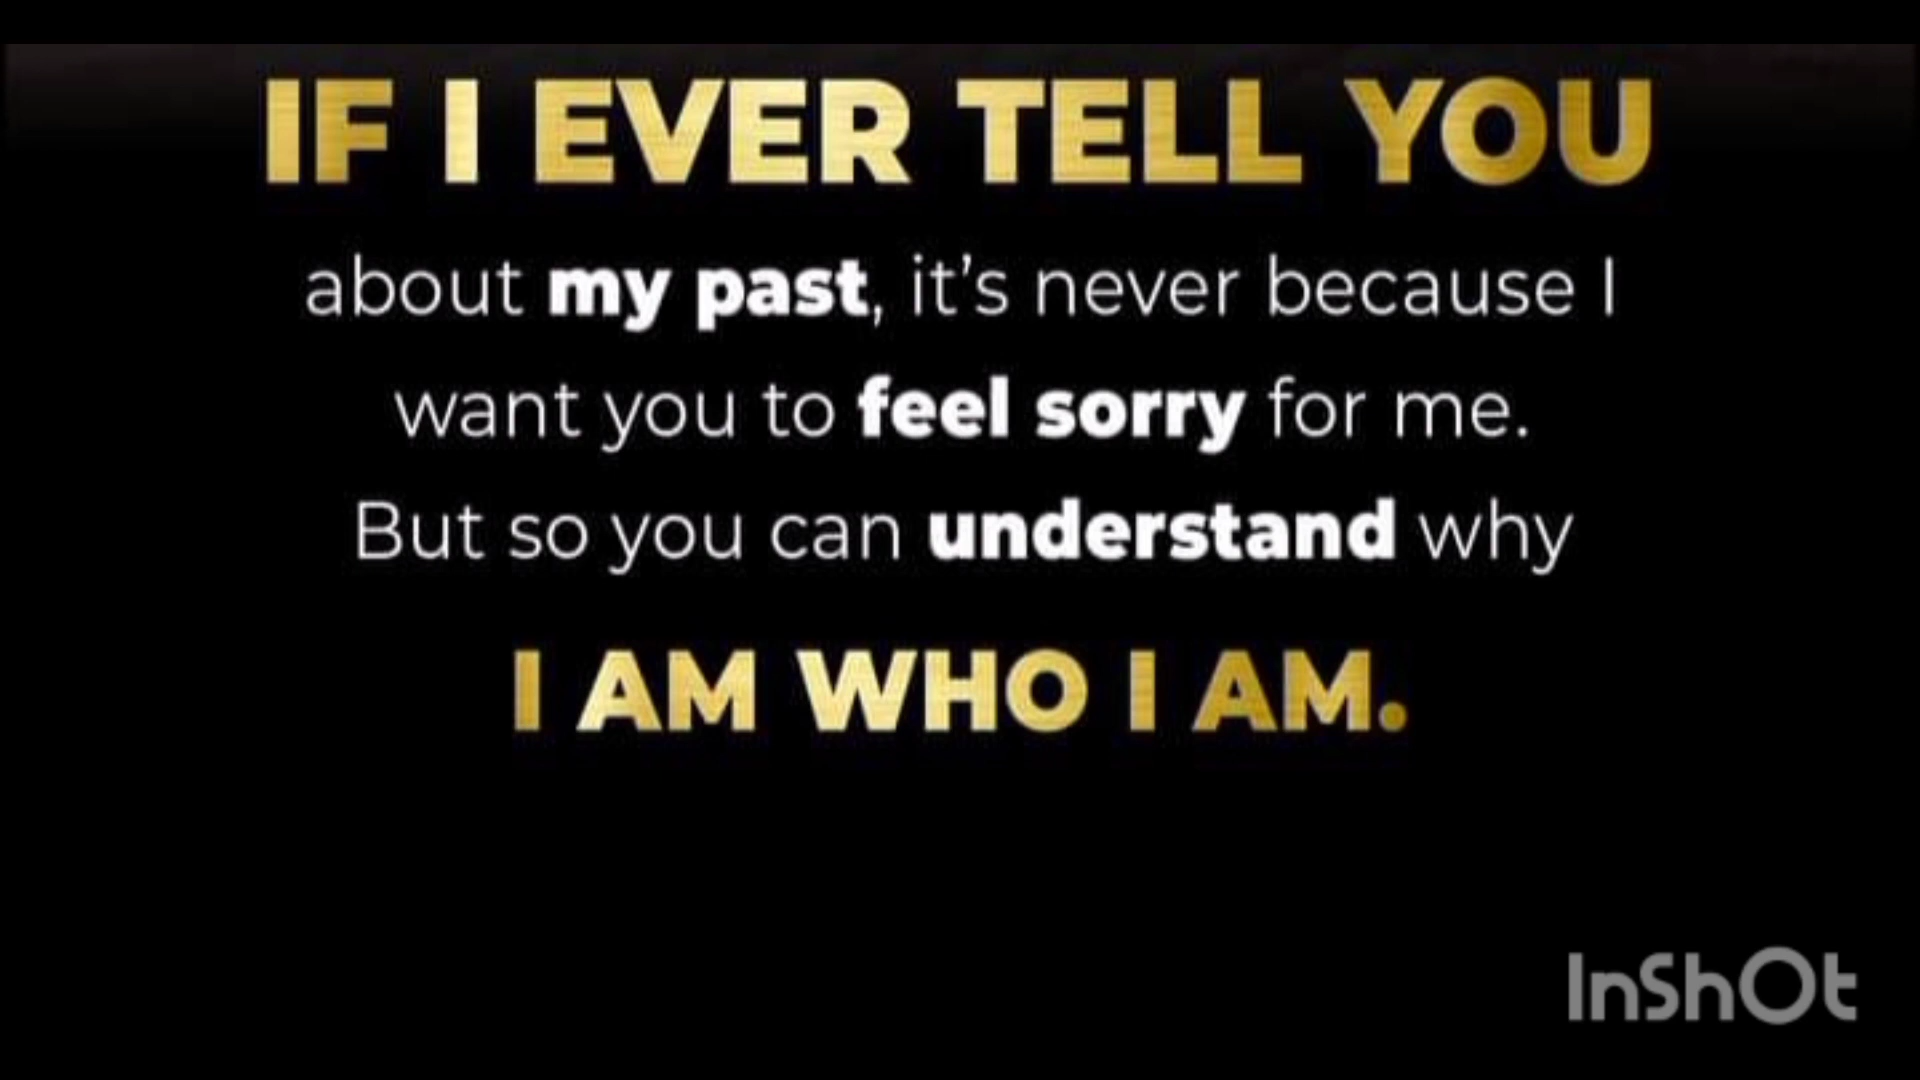 IF I EVER TELL YOU
about my past, it’s never because I
want you to feel sorry for me.
But so you can understand why
I AM WHO I AM.
InShOt